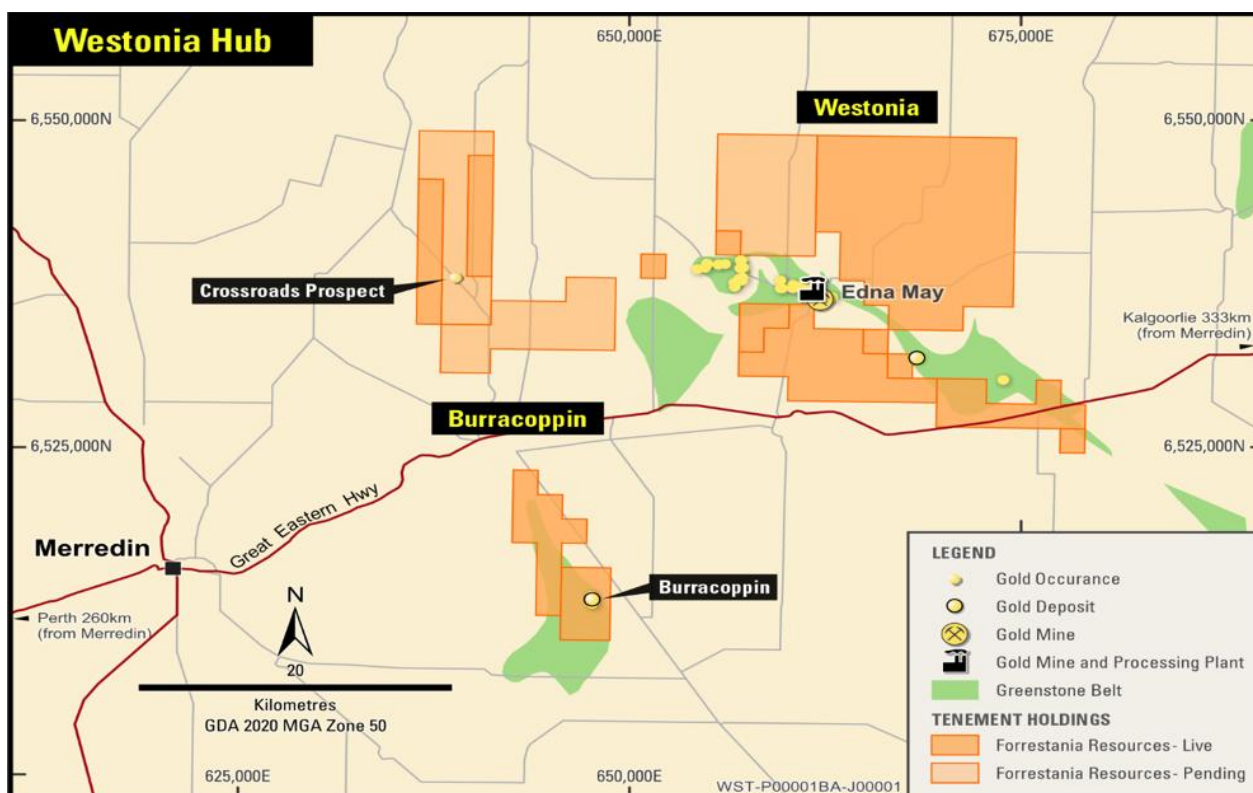 Westonia Hub
650,000E
675,000E
6,550,000N
6,550,000N
Westonia
Crossroads Prospect
Edna May
Kalgoorlie 333km
(from Merredin)
Burracoppin
6,525,000N
6,525,000N
Great Eastern Hwy
Merredin
Burracoppin
Perth 260km
(from Merredin)
N
20
Kilometres
GDA 2020 MGA Zone 50
625,000E
650,000E
WST-P00001BA-J00001
LEGEND
Gold Occurance
Gold Deposit
Gold Mine
Gold Mine and Processing Plant
Greenstone Belt
TENEMENT HOLDINGS
Forrestania Resources- Live
Forrestania Resources- Pending